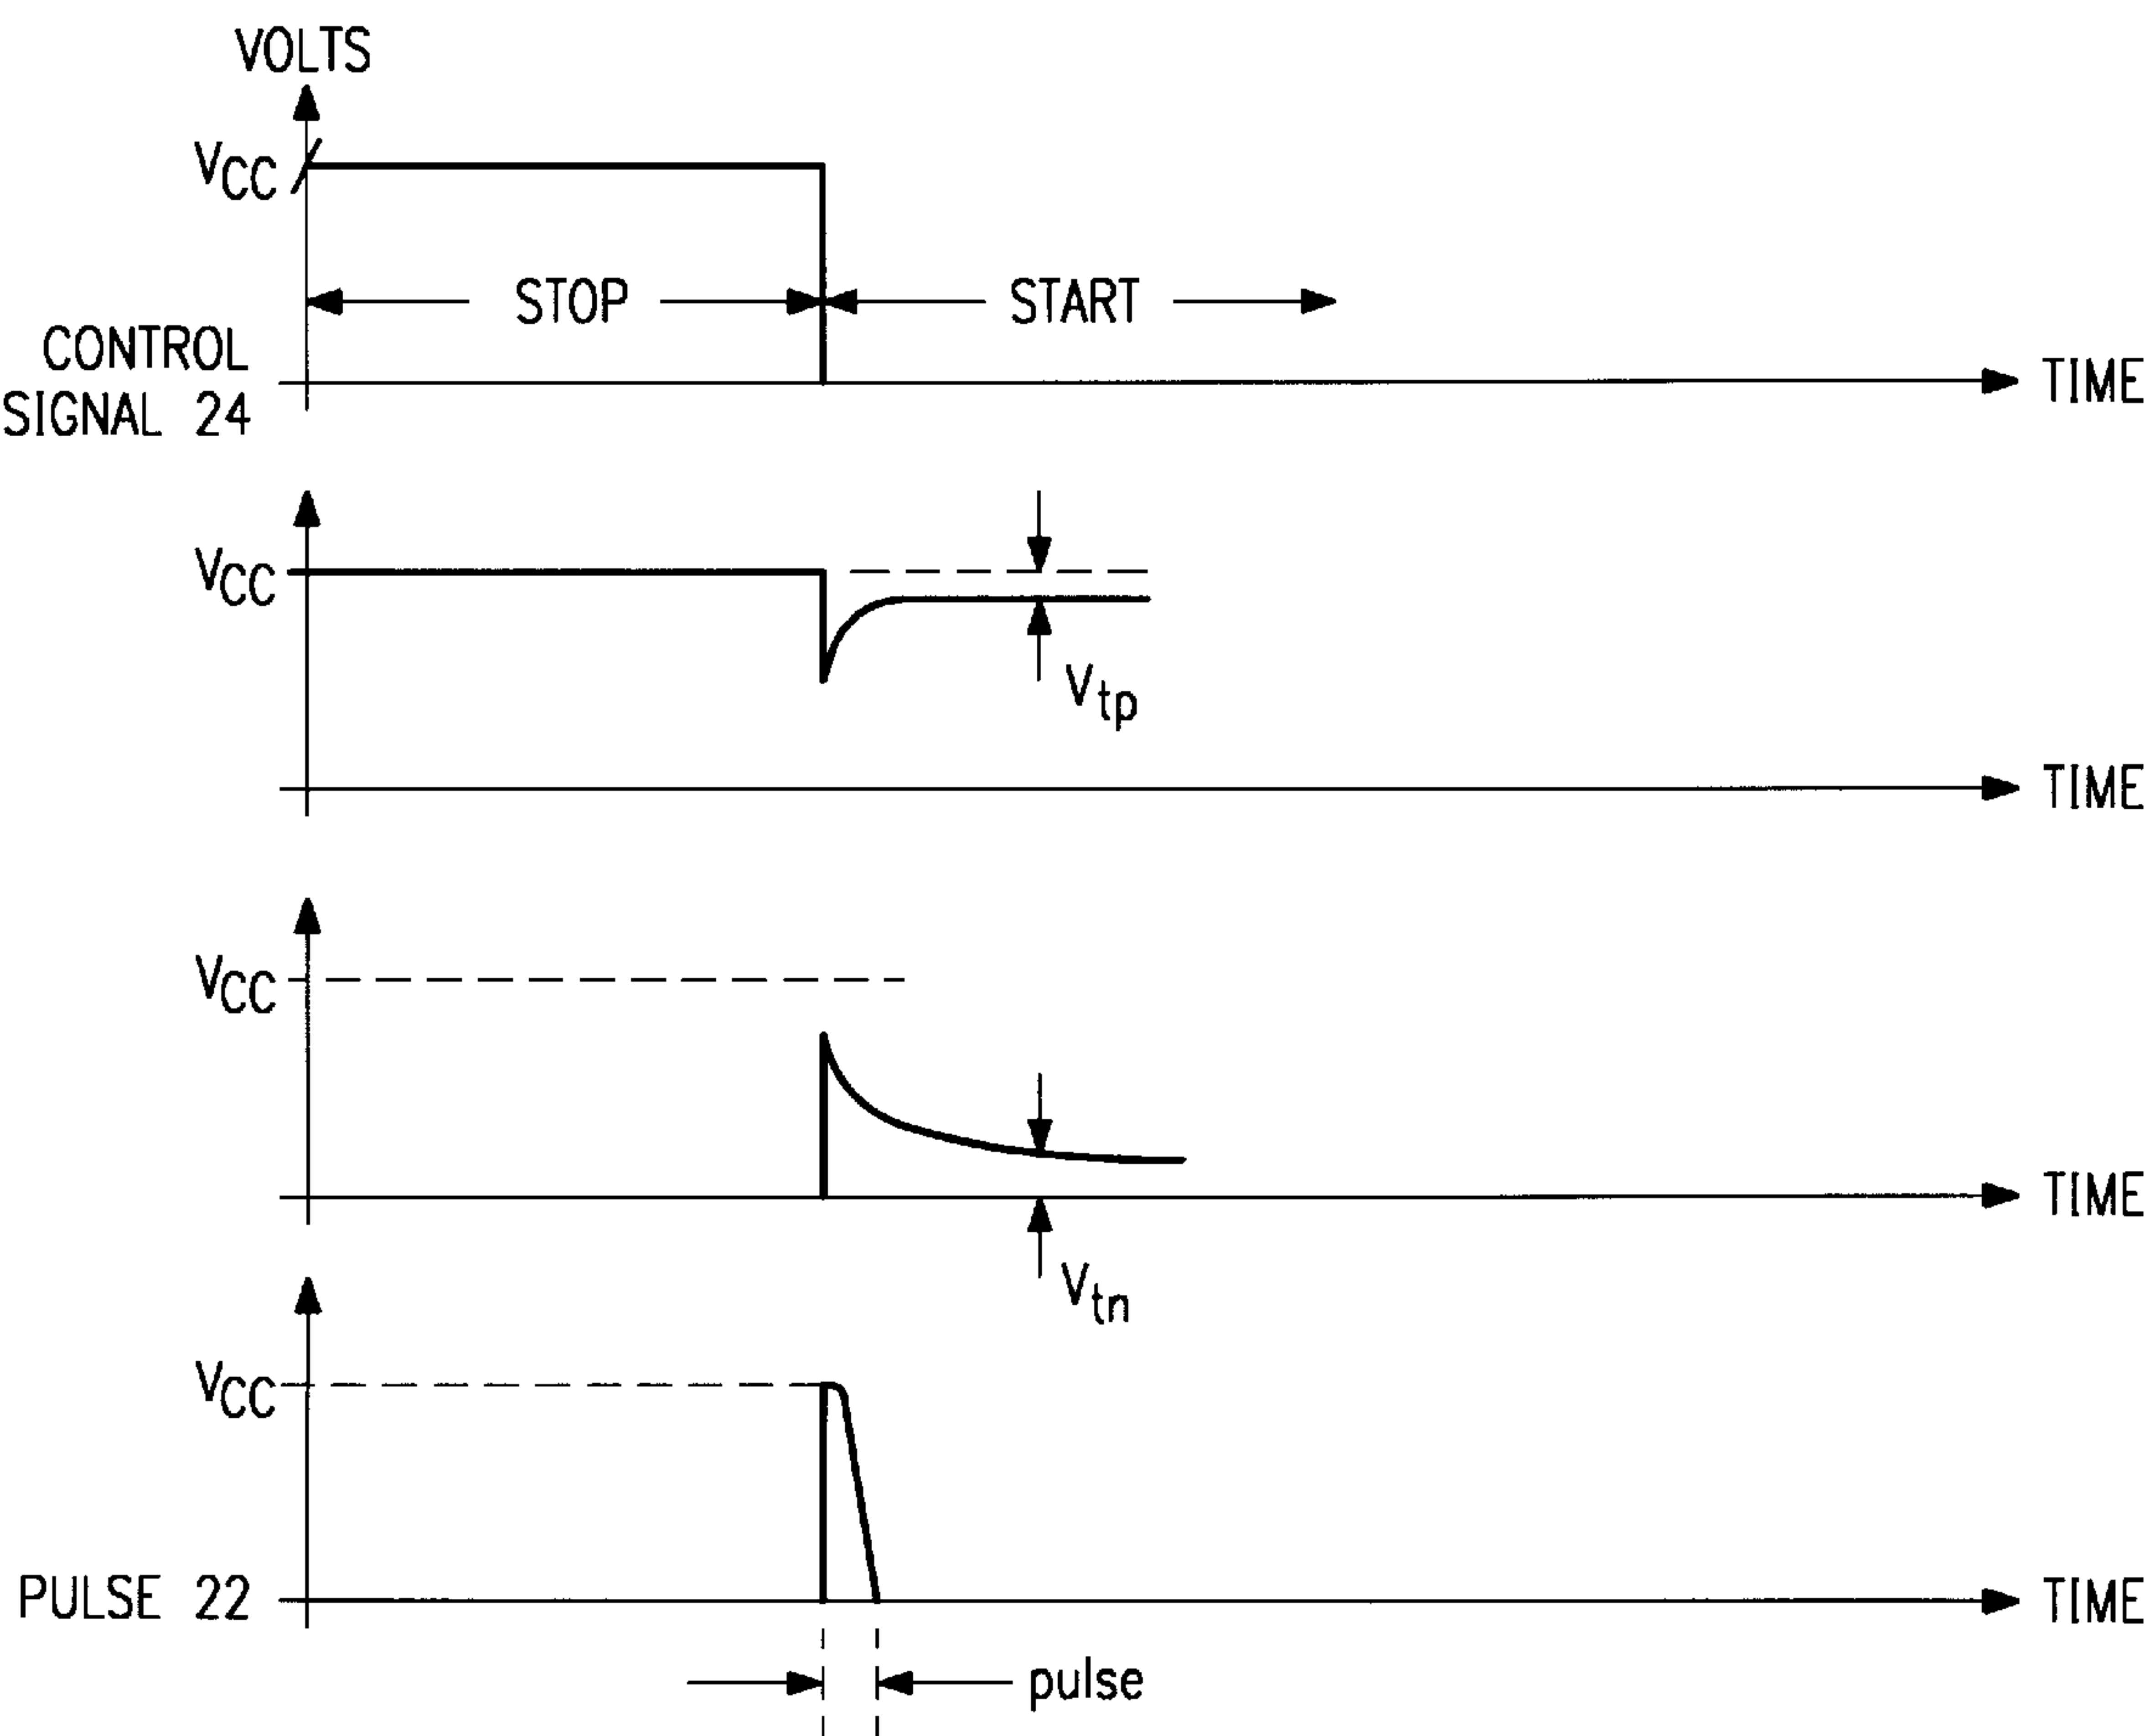 VOLTS
VCC
STOP
START
CONTROL
SIGNAL 24
TIME
VCC
Vtp
TIME
VCC
TIME
Vtn
VCC
PULSE 22
TIME
pulse